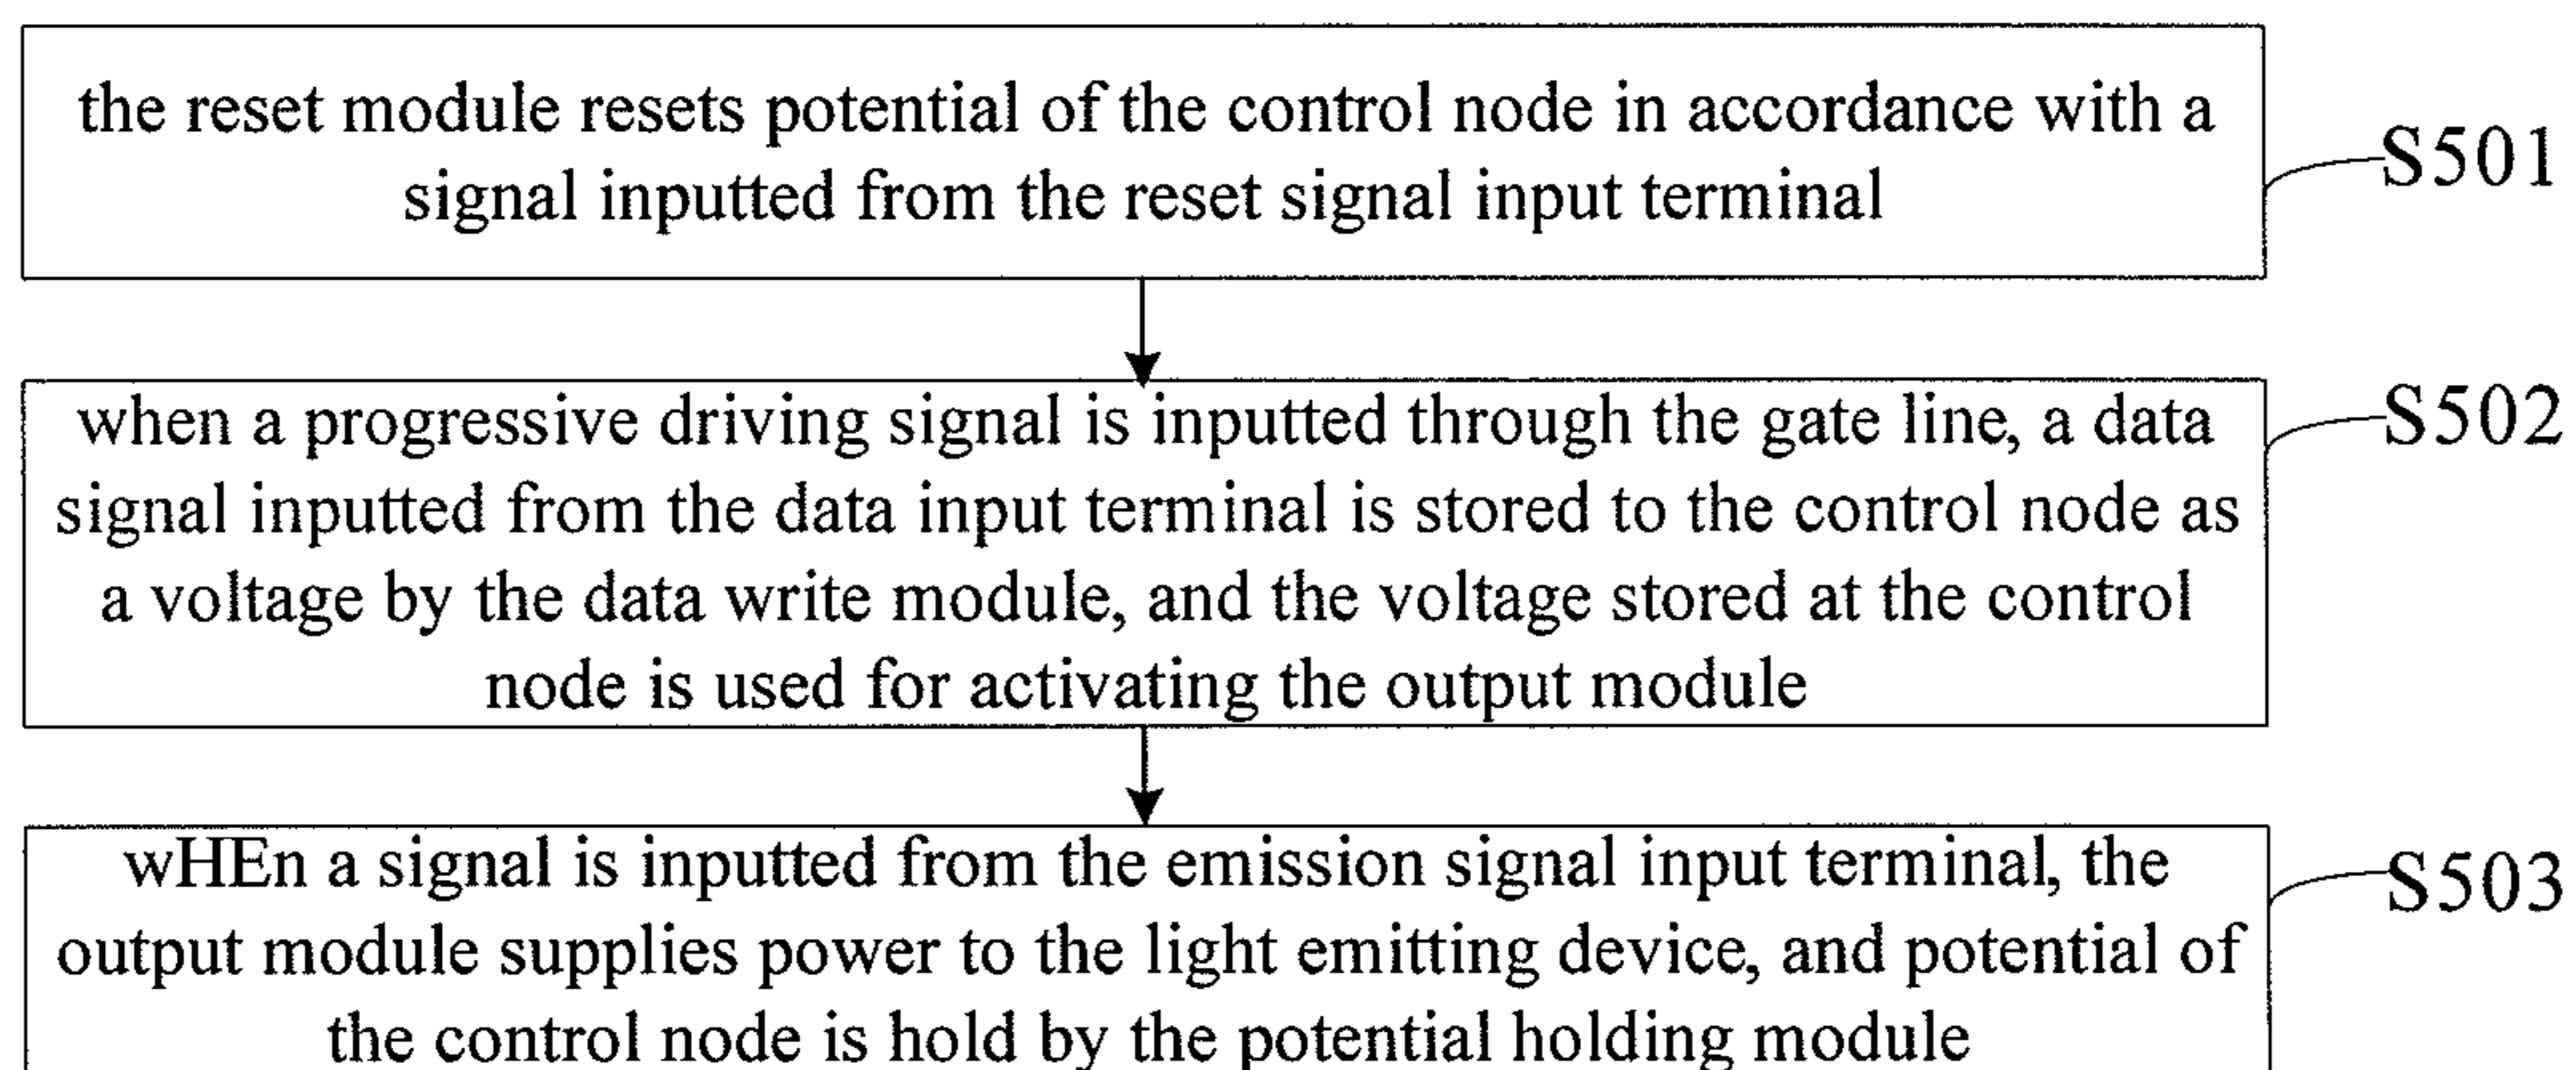 the reset module resets potential of the control node in accordance with a
signal inputted from the reset signal input terminal
S501
when a progressive driving signal is inputted through the gate line, a data
signal inputted from the data input terminal is stored to the control node as
a voltage by the data write module, and the voltage stored at the control
node is used for activating the output module
S502
wHEn a signal is inputted from the emission signal input terminal, the
output module supplies power to the light emitting device, and potential of
the control node is hold by the potential holding module
S503